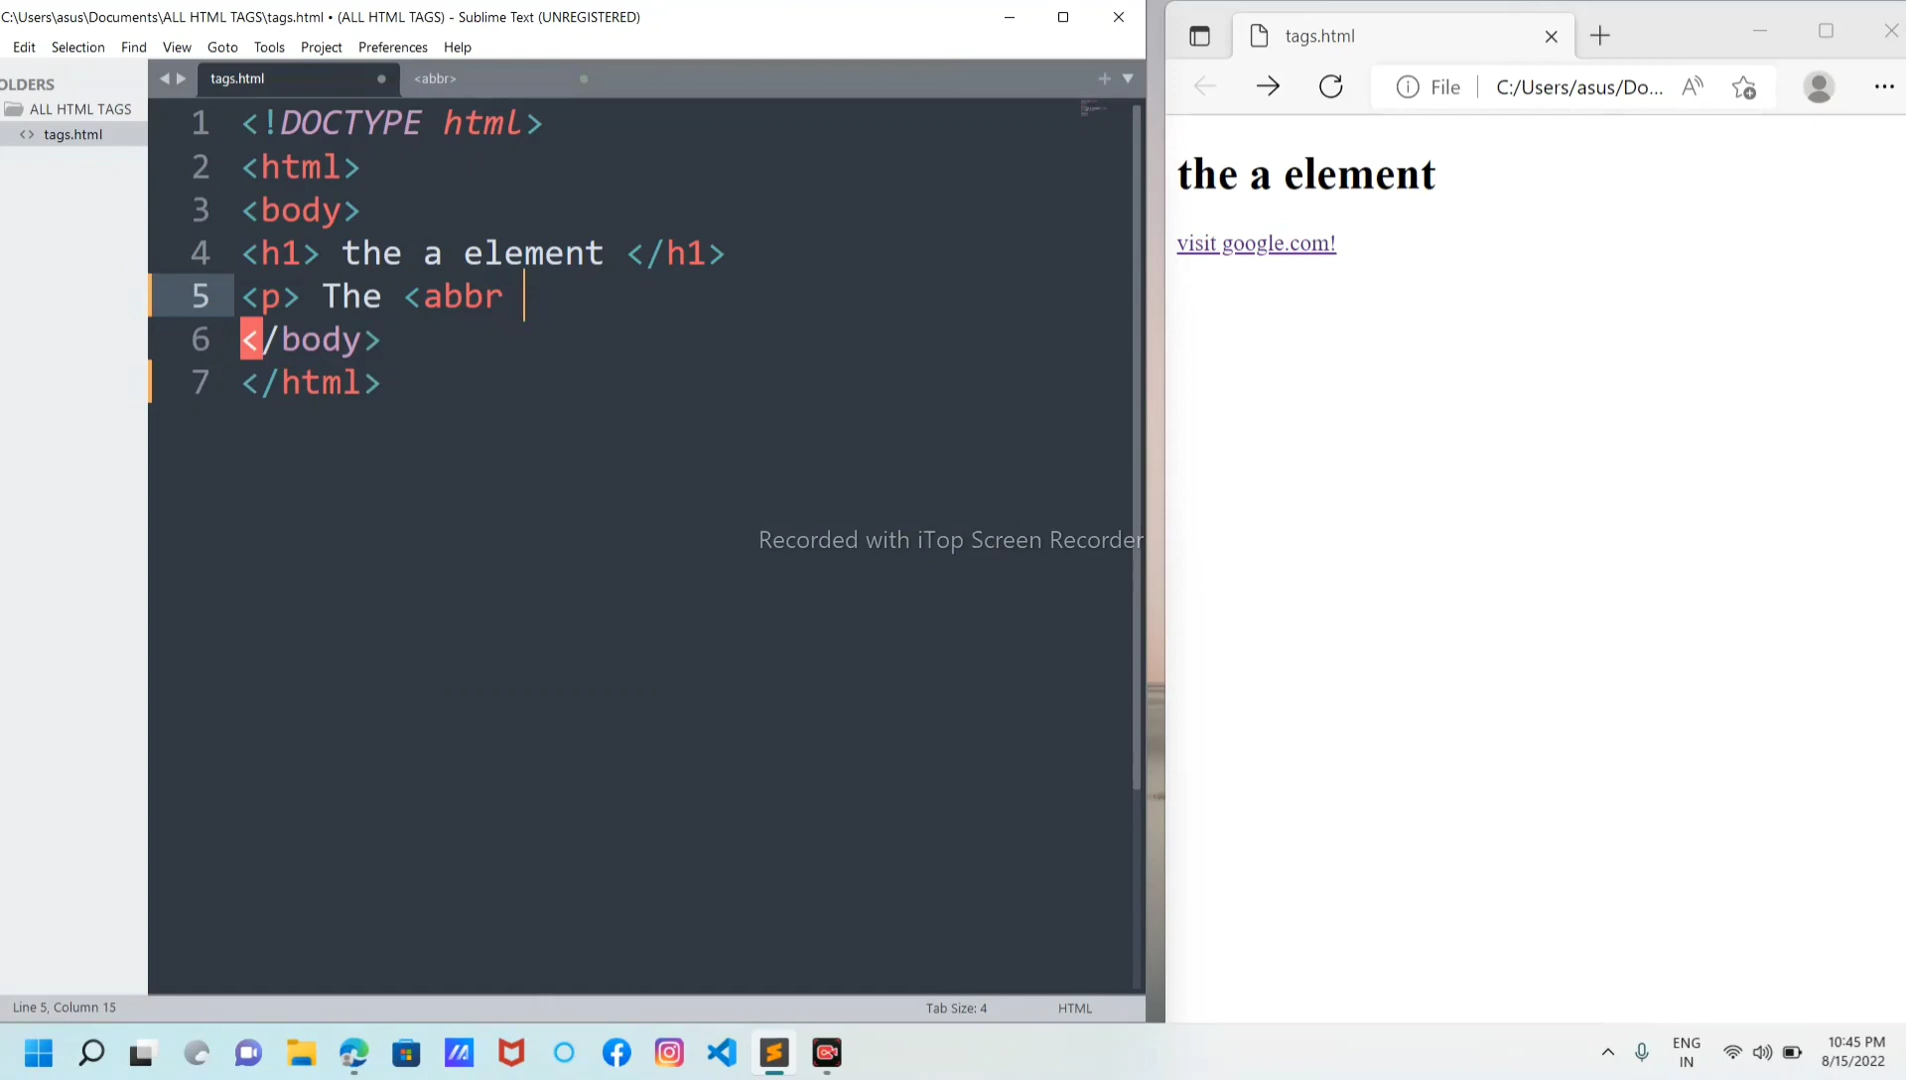 C:\Users\asus\Documents\ALL HTML TAGS\tags.html • (ALL HTML TAGS) - Sublime Text (UNREGISTERED)
Edit Selection Find View Goto Tools Project Preferences Help
OLDERS
ALL HTML TAGS
<> tags.html
tags.html
<abbr>
1 <!DOCTYPE html>
2 <html>
3 <body>
4 <h1> the a element </h1>
5 <p> The <abbr
6 </body>
7 </html>
Recorded with iTop Screen Recorder
Line 5, Column 15
Tab Size: 4
HTML
tags.html
File
C:/Users/asus/Do...
the a element
visit google.com!
ENG
IN
10:45 PM
8/15/2022